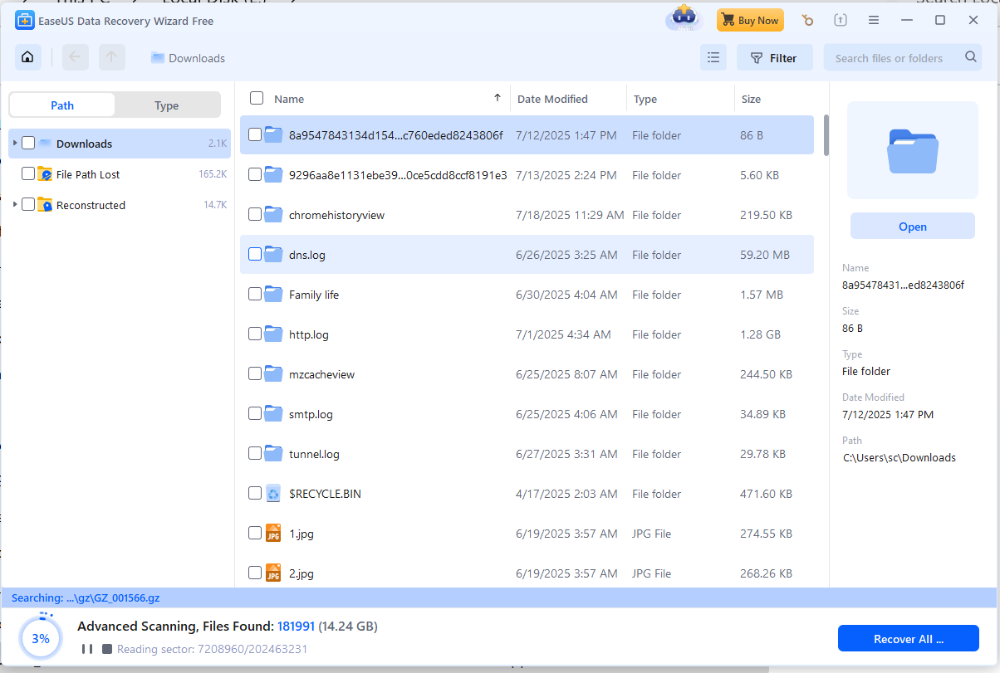 EaseUS Data Recovery Wizard Free
Buy Now
Downloads
Filter
Search files or folders
Path
Type
Downloads 2.1K
File Path Lost 165.2K
Reconstructed 14.7K
Name Date Modified Type Size
8a9547843134d154...c760eded8243806f 7/12/2025 1:47 PM File folder 86 B
9296aa8e1131ebe39...0ce5cdd8ccf8191e3 7/13/2025 2:24 PM File folder 5.60 KB
chromehistoryview 7/18/2025 11:29 AM File folder 219.50 KB
dns.log 6/26/2025 3:25 AM File folder 59.20 MB
Family life 6/30/2025 4:04 AM File folder 1.57 MB
http.log 7/1/2025 4:34 AM File folder 1.28 GB
mzcacheview 6/25/2025 8:07 AM File folder 244.50 KB
smtp.log 6/25/2025 4:06 AM File folder 34.89 KB
tunnel.log 6/27/2025 3:31 AM File folder 29.78 KB
$RECYCLE.BIN 4/17/2025 2:03 AM File folder 471.60 KB
JPG 1.jpg 6/19/2025 3:57 AM JPG File 274.55 KB
JPG 2.jpg 6/19/2025 3:57 AM JPG File 268.26 KB
Open
Name
8a95478431...ed8243806f
Size
86 B
Type
File folder
Date Modified
7/12/2025 1:47 PM
Path
C:\Users\sc\Downloads
Searching: ...\gz\GZ_001566.gz
3%
Advanced Scanning, Files Found: 181991 (14.24 GB)
Reading sector: 7208960/202463231
Recover All ...